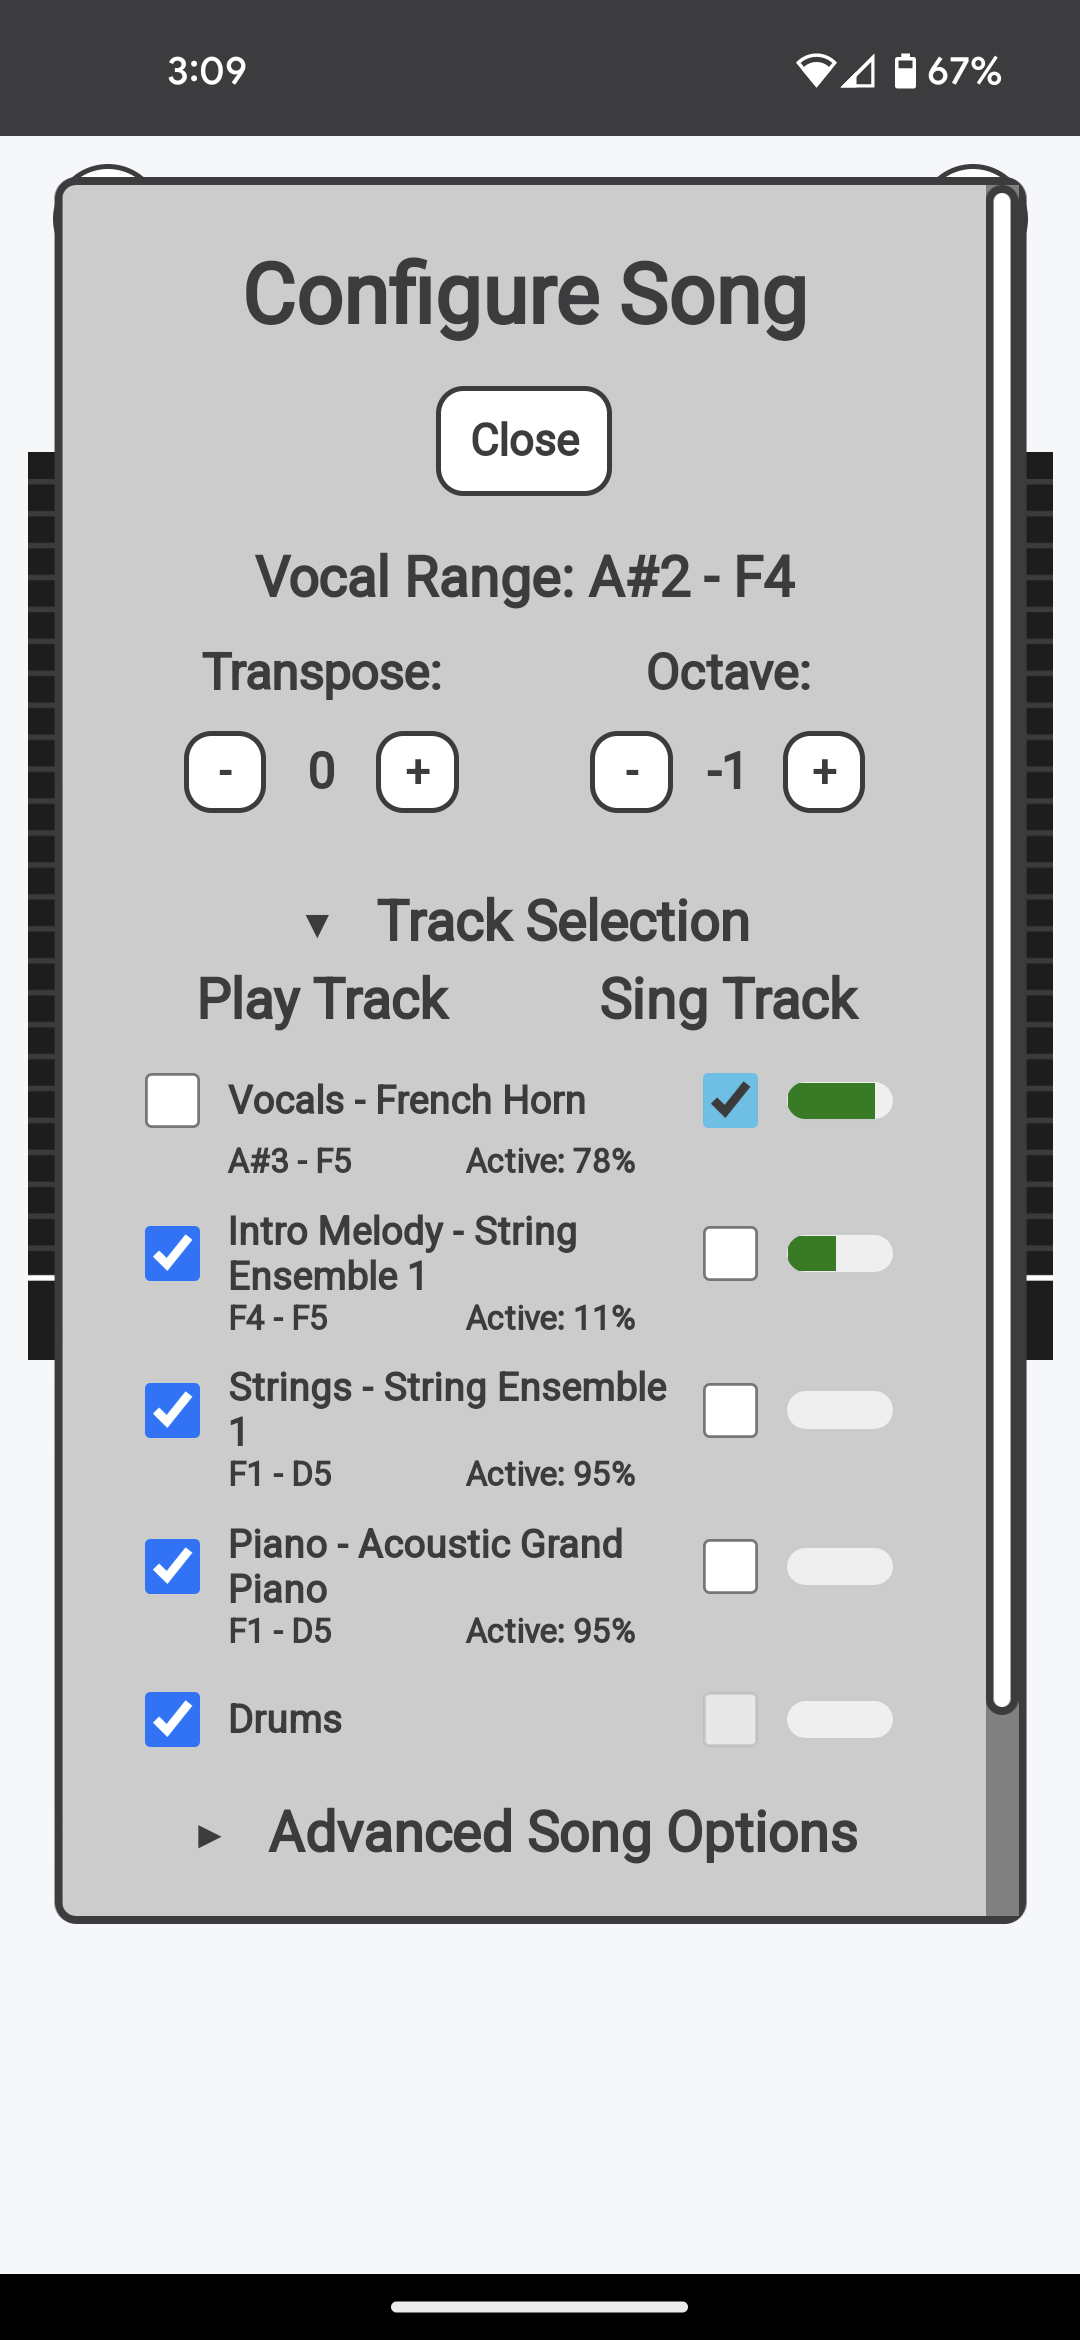 3:09
67%
Configure Song
Close
Vocal Range: A#2 - F4
Transpose:
Octave:
- 0 +
- -1 +
▼ Track Selection
Play Track
Sing Track
Vocals - French Horn
A#3 - F5
Active: 78%
Intro Melody - String
Ensemble 1
F4 - F5
Active: 11%
Strings - String Ensemble
1
F1 - D5
Active: 95%
Piano - Acoustic Grand
Piano
F1 - D5
Active: 95%
Drums
► Advanced Song Options